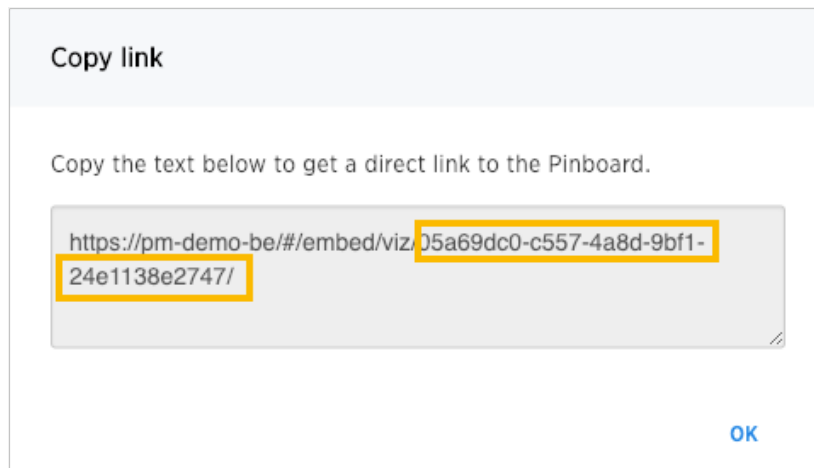 Copy link
Copy the text below to get a direct link to the Pinboard.
https://pm-demo-be/#/embed/viz/05a69dc0-c557-4a8d-9bf1-
24e1138e2747/
OK